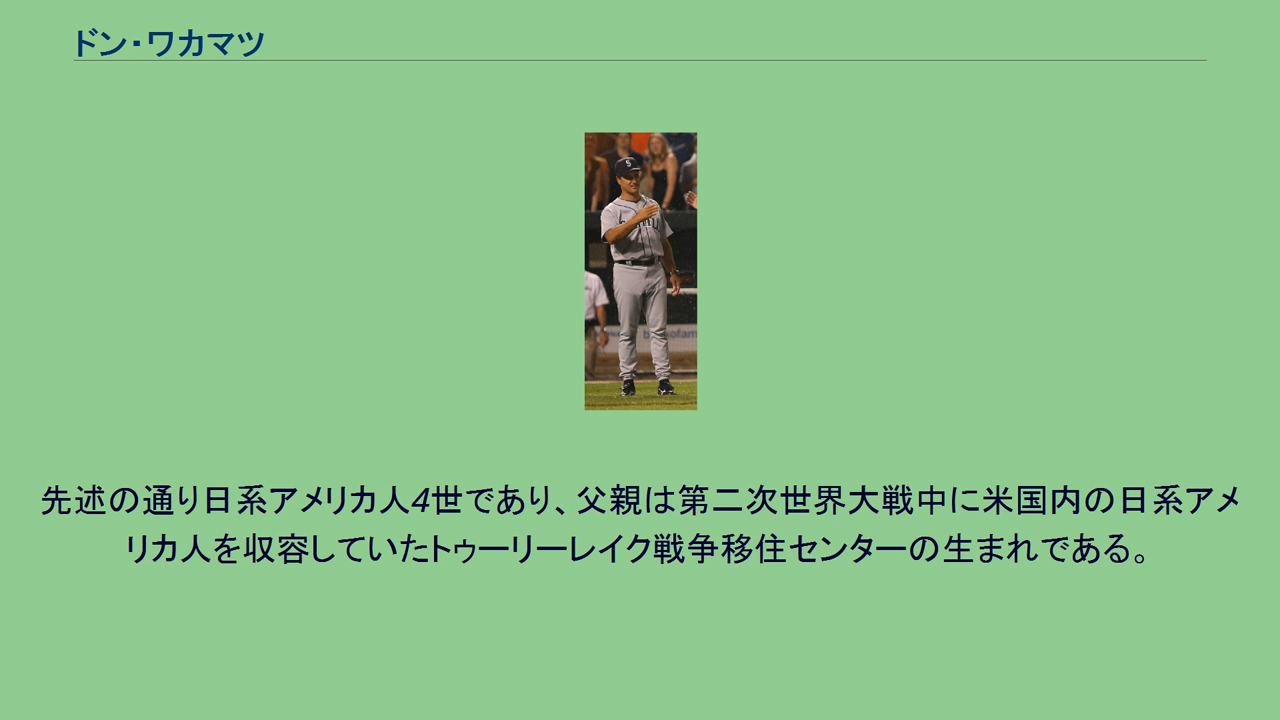 ドン・ワカマツ
S
先述の通り日系アメリカ人4世であり、父親は第二次世界大戦中に米国内の日系アメ
リカ人を収容していたトゥーリーレイク戦争移住センターの生まれである。